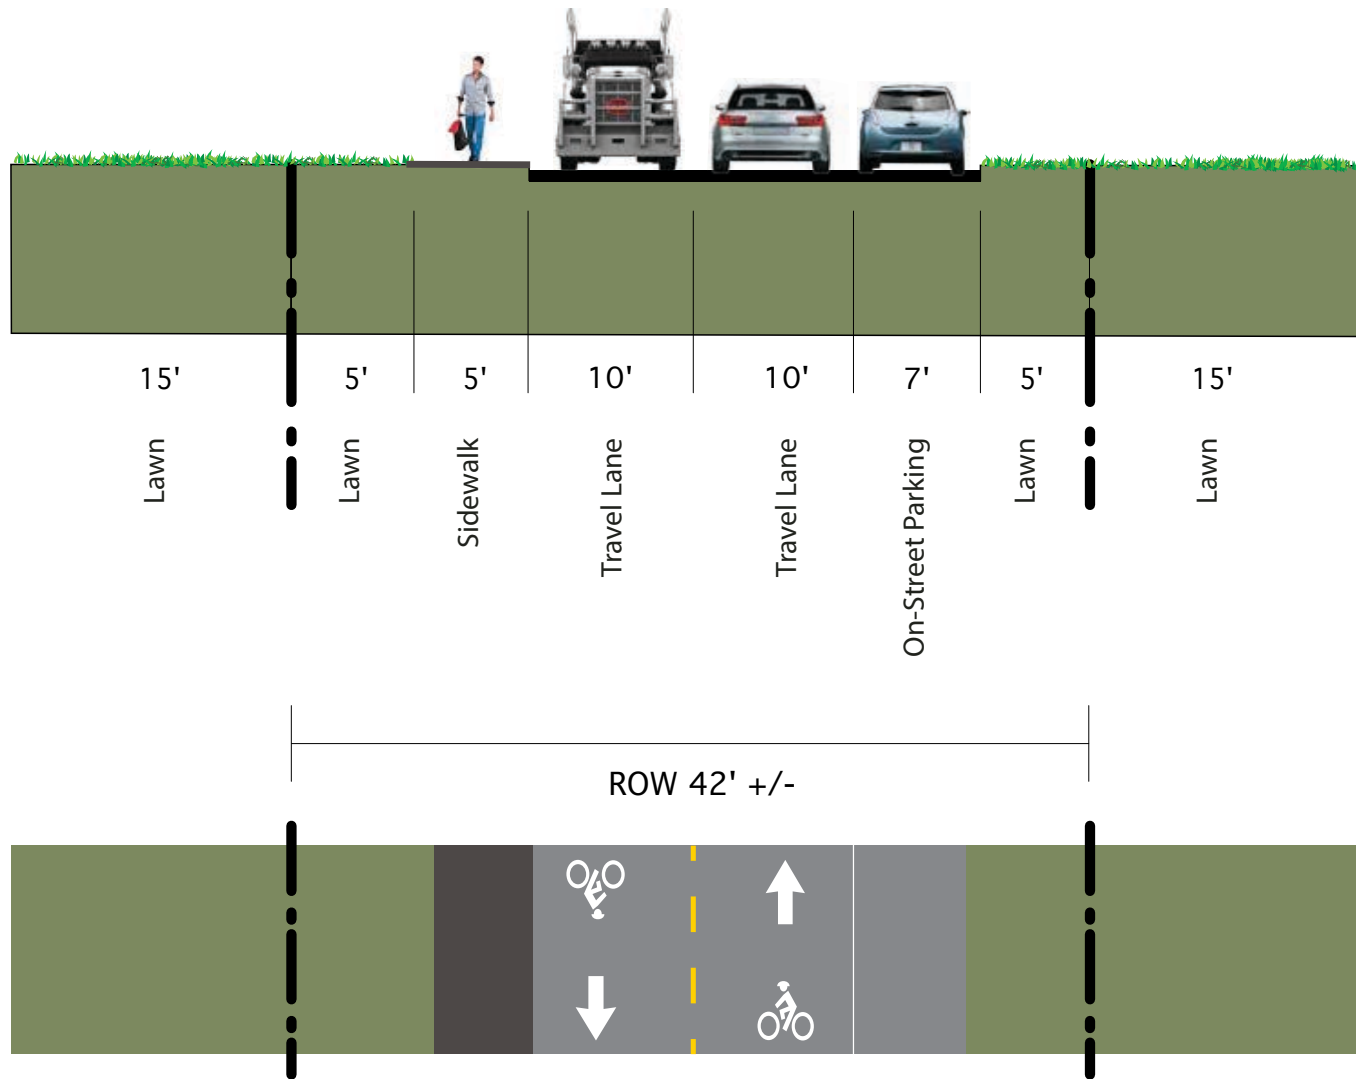 15'
5'
5'
10'
10'
7'
5'
15'
Lawn
Lawn
Sidewalk
Travel Lane
Travel Lane
On-Street Parking
Lawn
Lawn
ROW 42' +/-